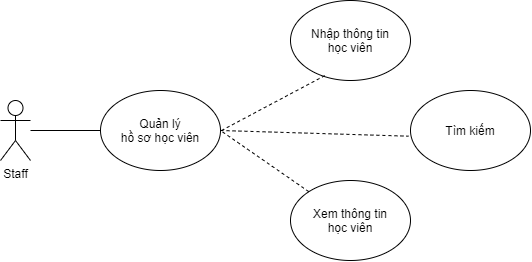 Nhập thông tin
học viên
Quản lý
hồ sơ học viên
Tìm kiếm
Staff
Xem thông tin
học viên